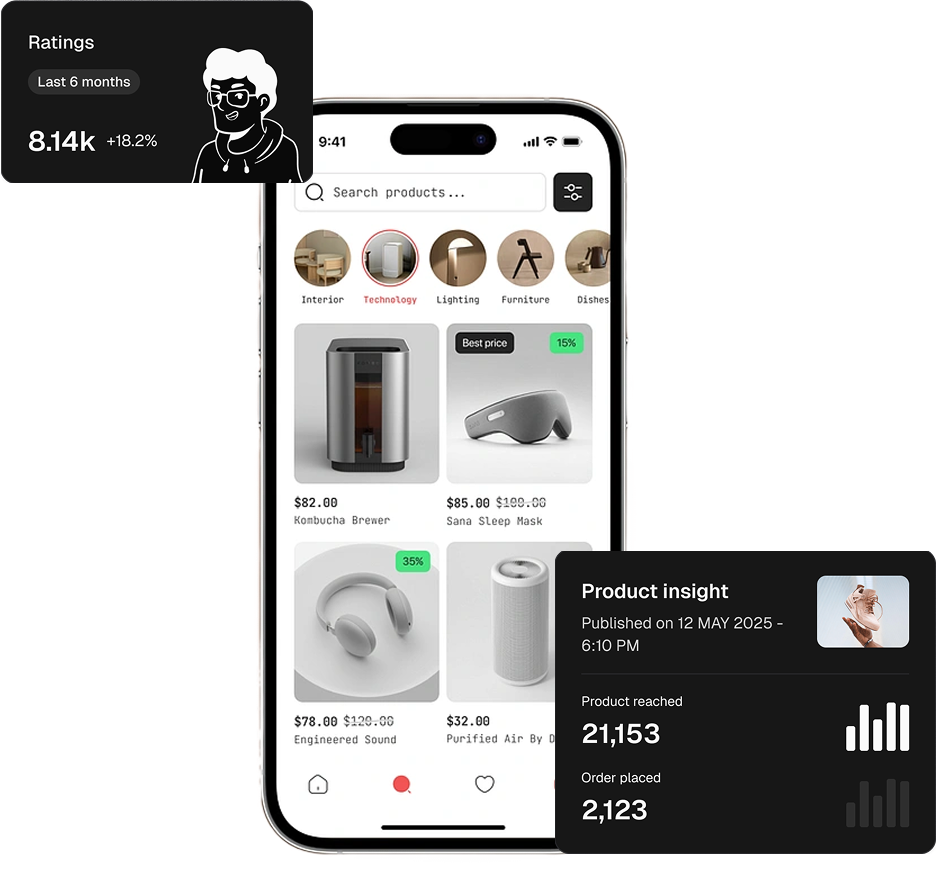 Ratings
Last 6 months
8.14k +18.2%
9:41
Search products...
Interior Technology Lighting Furniture Dishes
Best price 15%
$82.00
Kombucha Brewer
$85.00 $100.00
Sana Sleep Mask
35%
$78.00 $120.00
Engineered Sound
$32.00
Purified Air By D
Product insight
Published on 12 MAY 2025 -
6:10 PM
Product reached
21,153
Order placed
2,123